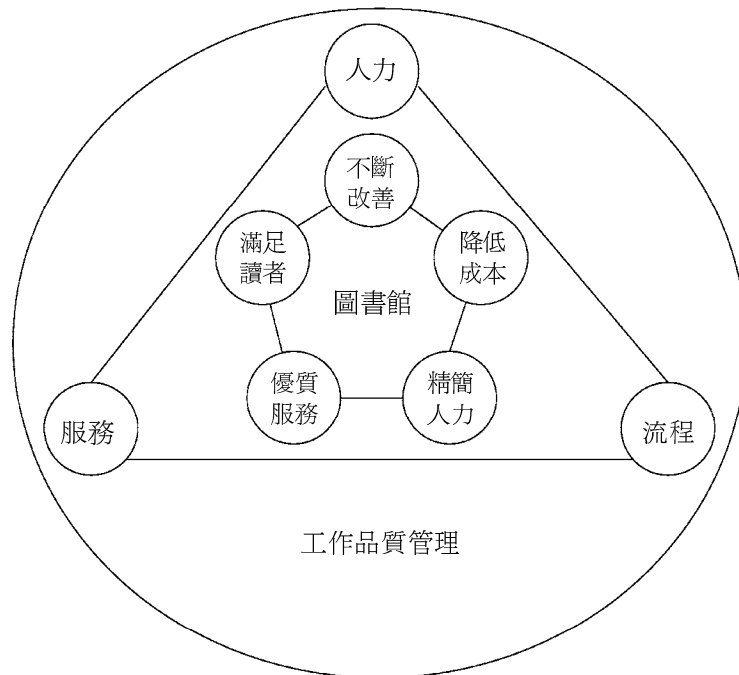 人力
不斷
改善
滿足
讀者
降低
成本
圖書館
優質
服務
精簡
人力
服務
流程
工作品質管理